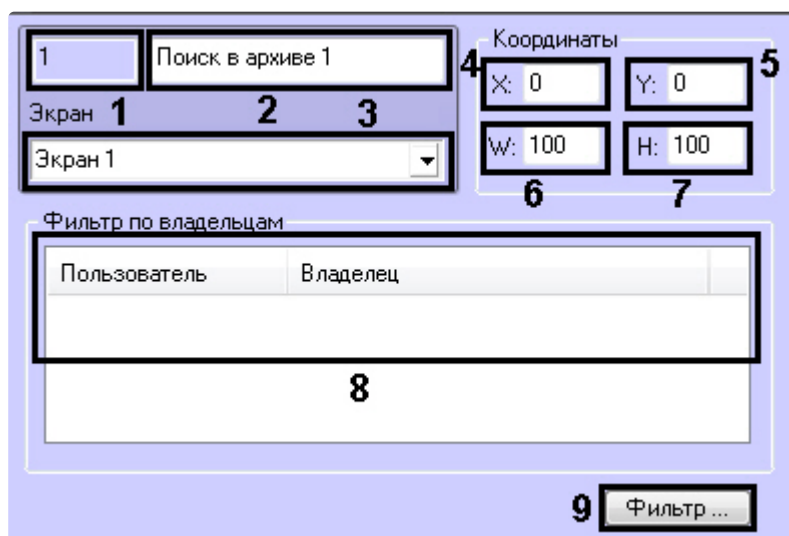 1
Поиск в архиве 1
Экран 1 2 3
Экран 1
Координаты
4 X: 0 Y: 0 5
W: 100 H: 100
6 7
Фильтр по владельцам
Пользователь Владелец
8
9 Фильтр ...